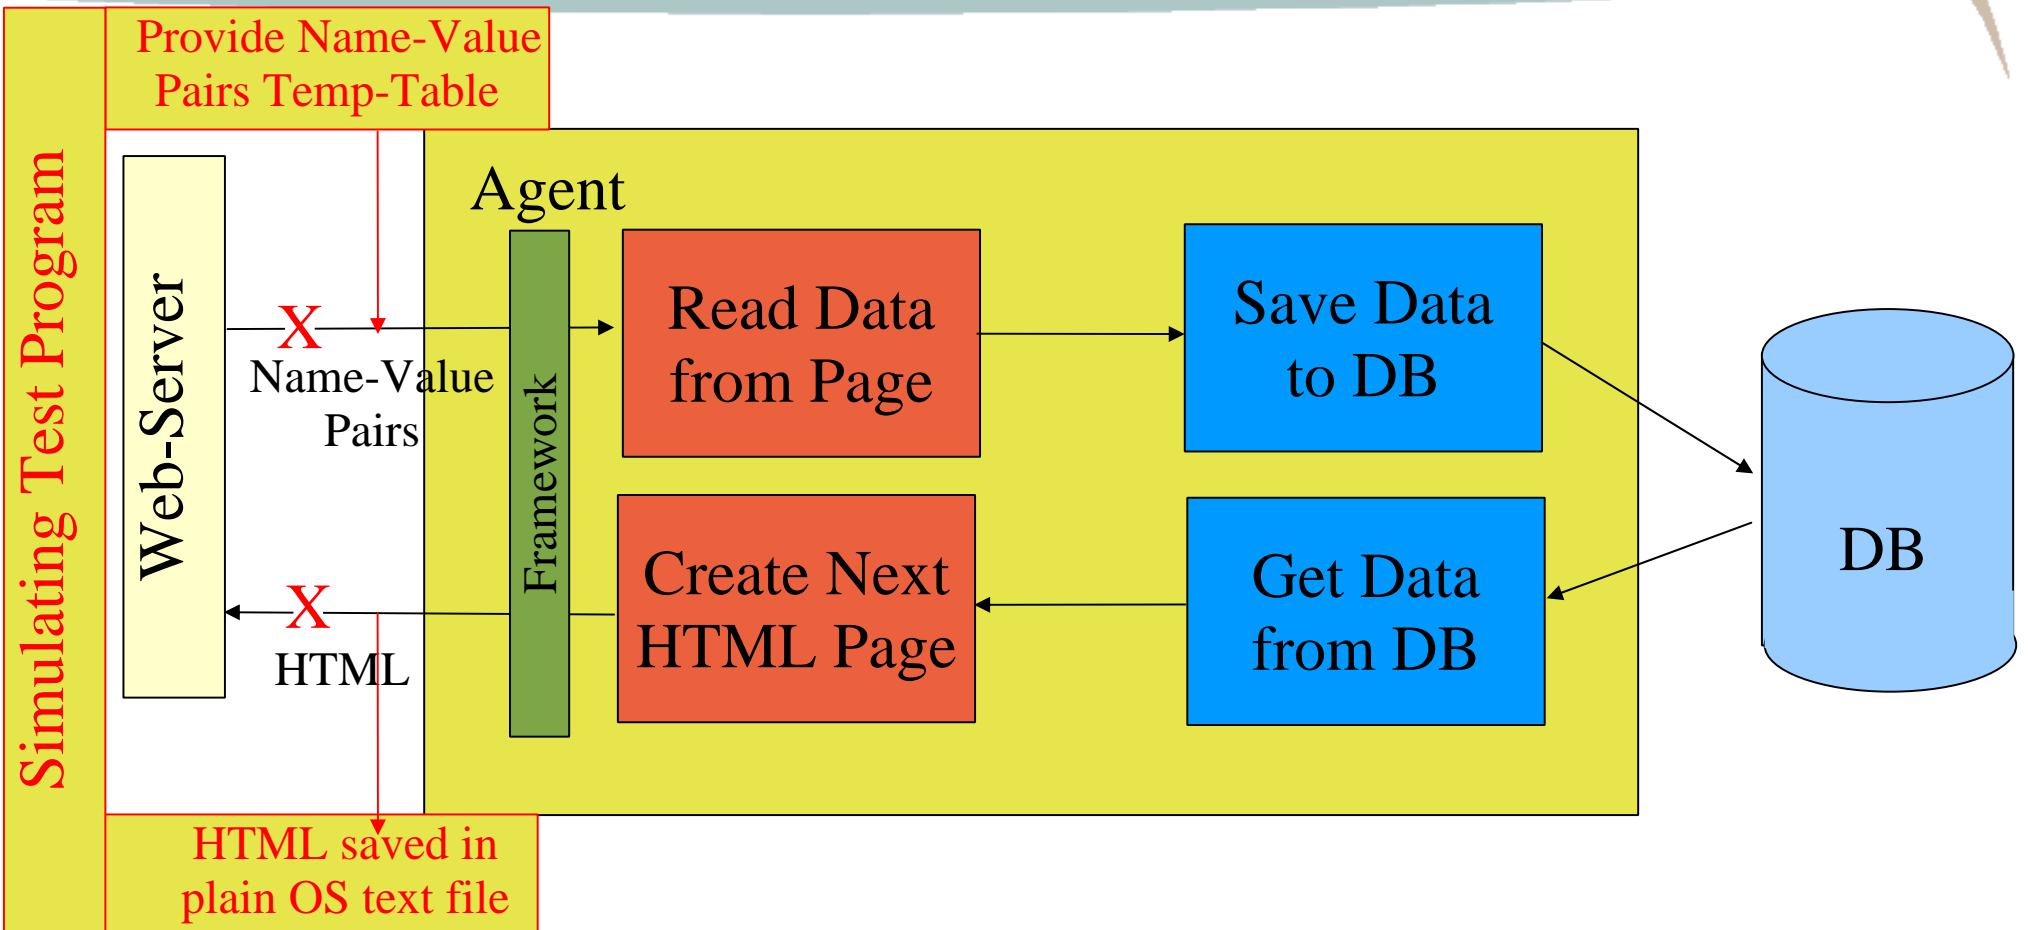 Provide Name-Value
Pairs Temp-Table
Simulating Test Program
Web-Server
Agent
Framework
Name-Value
Pairs
Read Data
from Page
Save Data
to DB
DB
HTML
Create Next
HTML Page
Get Data
from DB
X
X
HTML saved in
plain OS text file